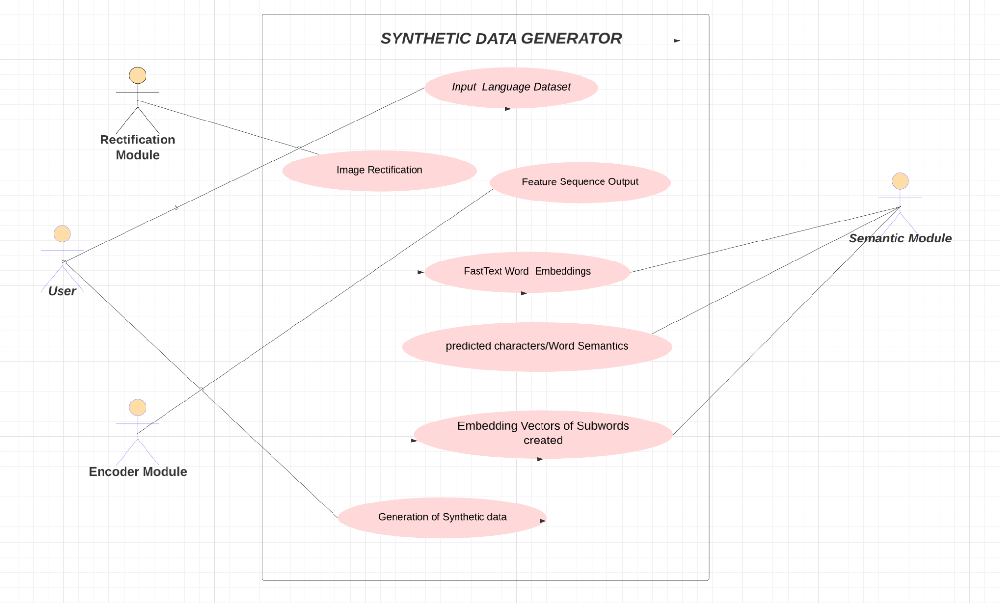 SYNTHETIC DATA GENERATOR
Input  Language Dataset
Rectification
Module
Image Rectification
Feature Sequence Output
Semantic Module
FastText Word  Embeddings
User
predicted characters/Word Semantics
Embedding Vectors of Subwords
created
Encoder Module
Generation of Synthetic data